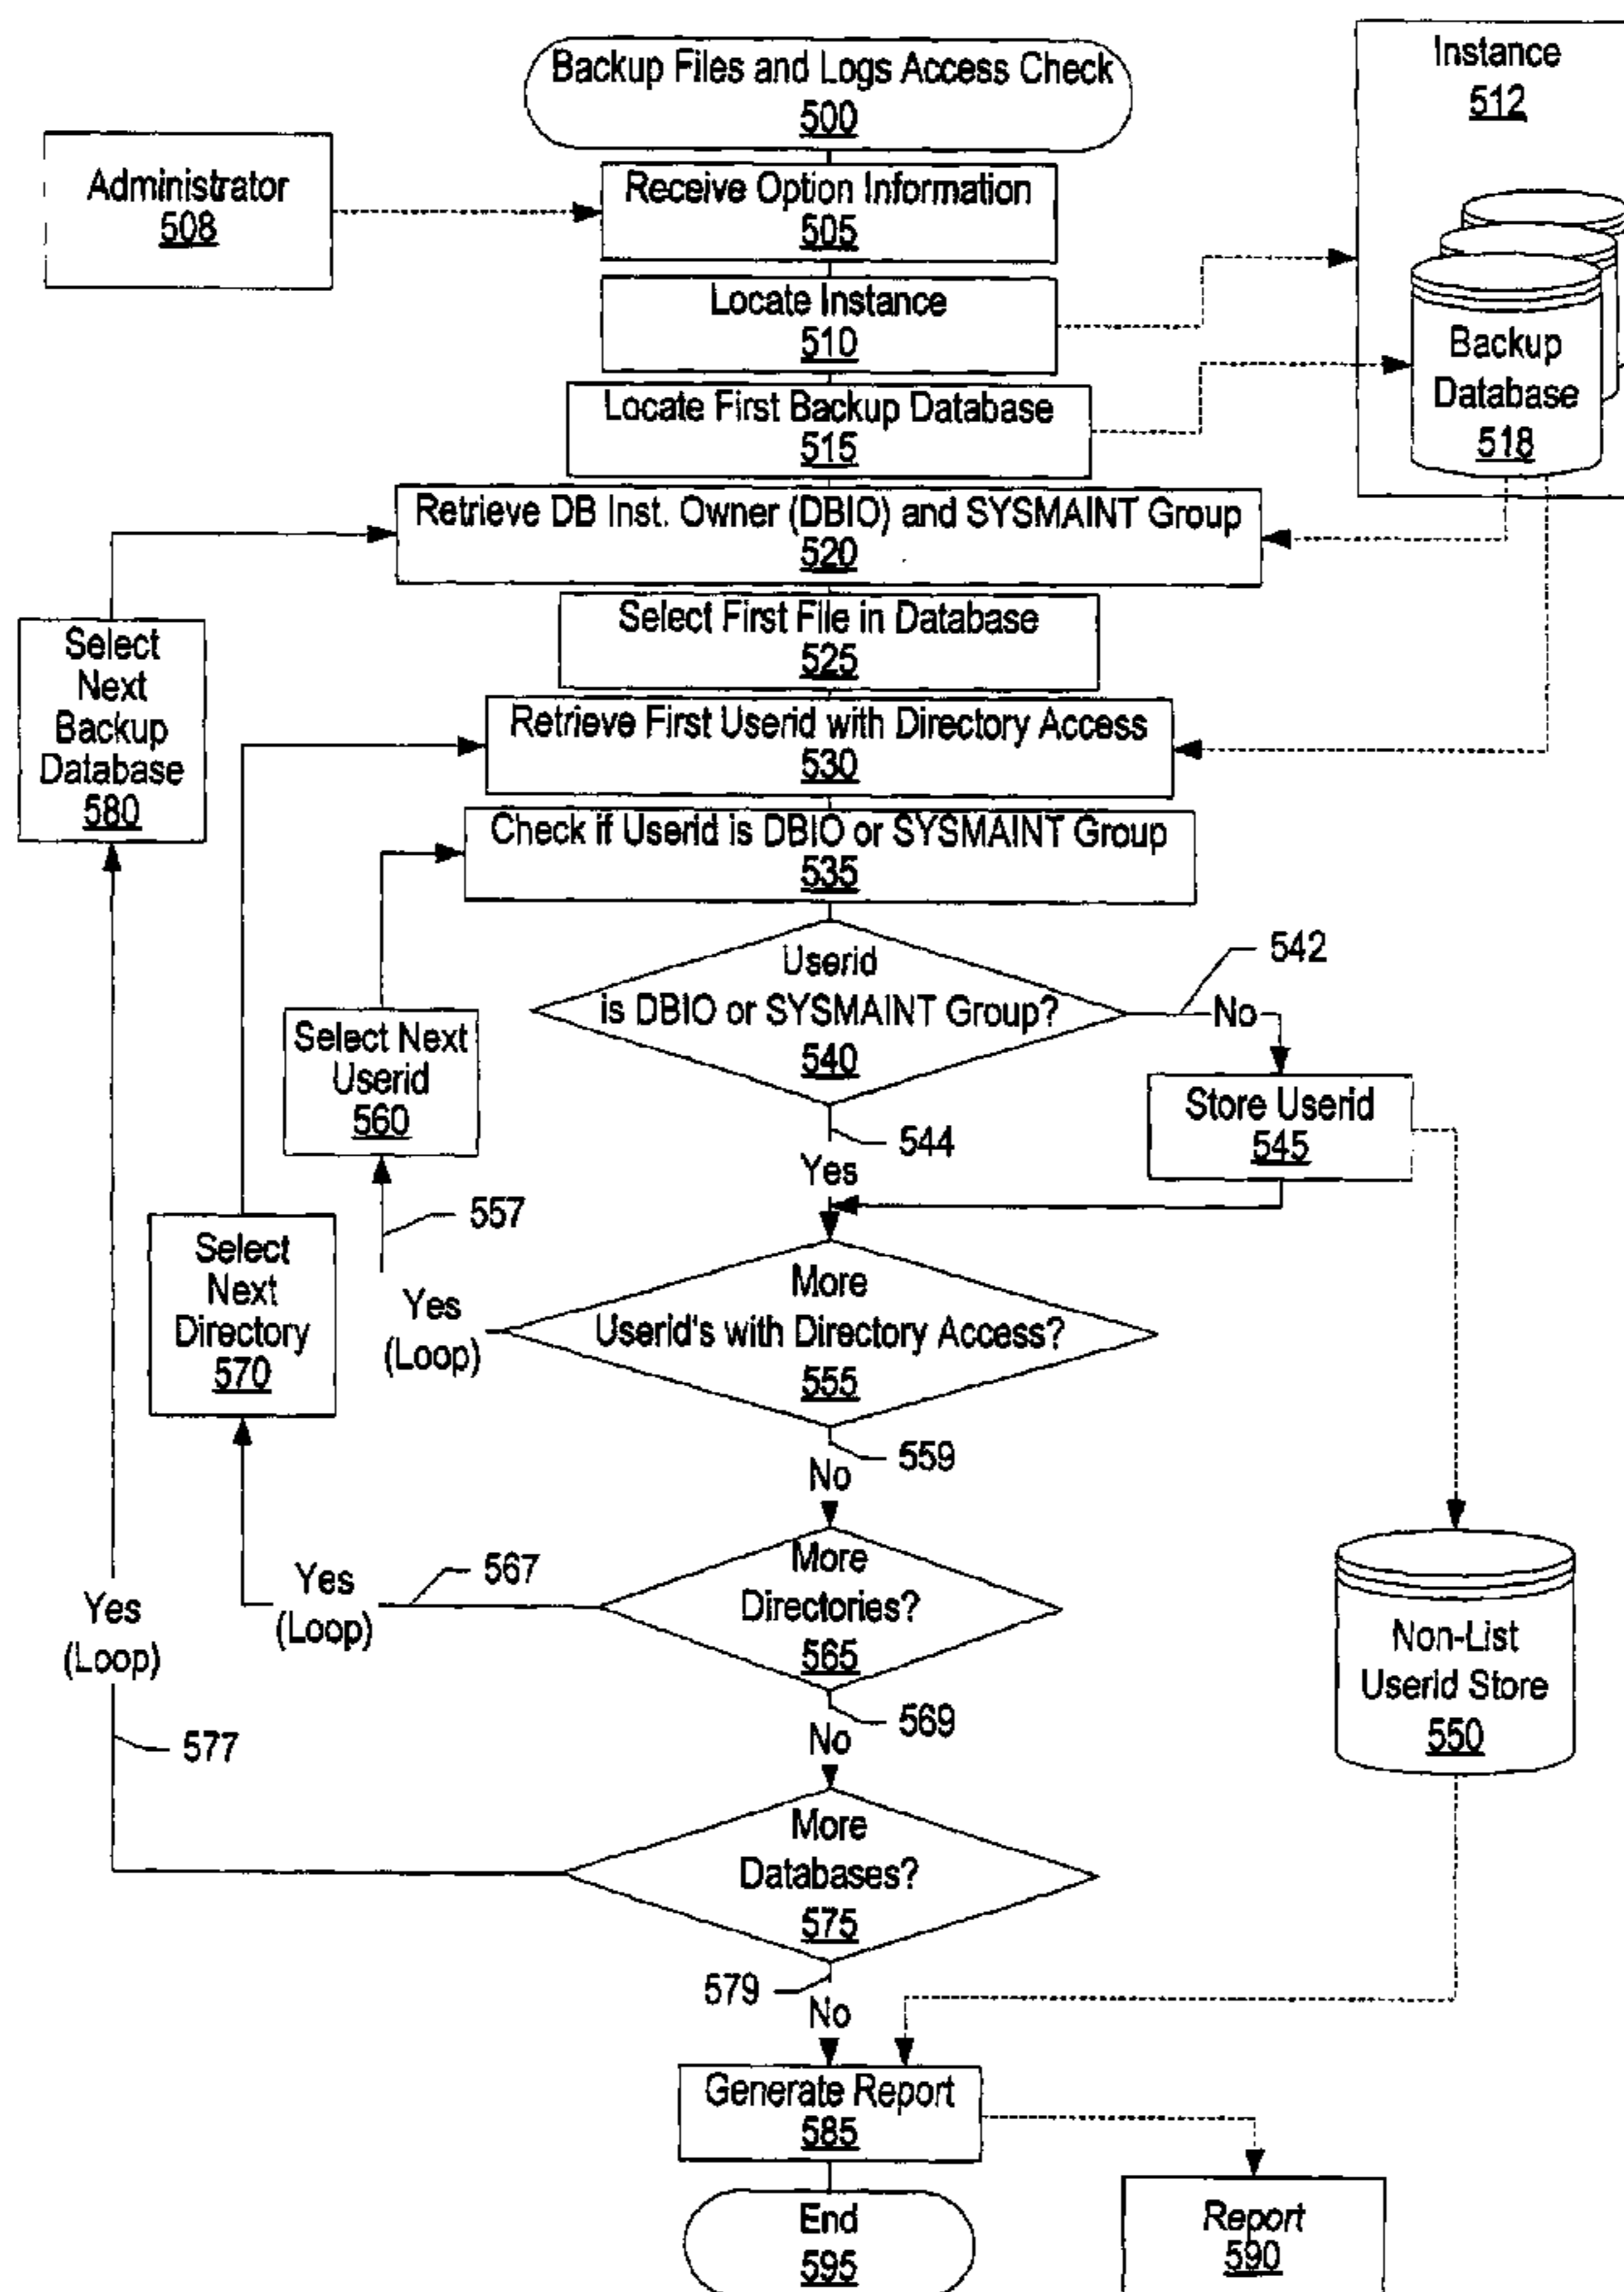 Backup Files and Logs Access Check
500
Instance
512
Administrator
508
Receive Option Information
505
Locate Instance
510
Locate First Backup Database
515
Backup
Database
518
Retrieve DB Inst. Owner (DBIO) and SYSMAINT Group
520
Select First File in Database
525
Select
Next
Backup
Database
580
Retrieve First Userid with Directory Access
530
Check if Userid is DBIO or SYSMAINT Group
535
Userid
is DBIO or SYSMAINT Group?
540
542
No
Select Next
Userid
560
Store Userid
545
544
Yes
557
Select
Next
Directory
570
Yes
(Loop)
More
Userid's with Directory Access?
555
559
No
More
Directories?
565
567
Yes
(Loop)
Yes
(Loop)
Non-List
Userid Store
550
569
No
577
More
Databases?
575
579
No
Generate Report
585
End
595
Report
590